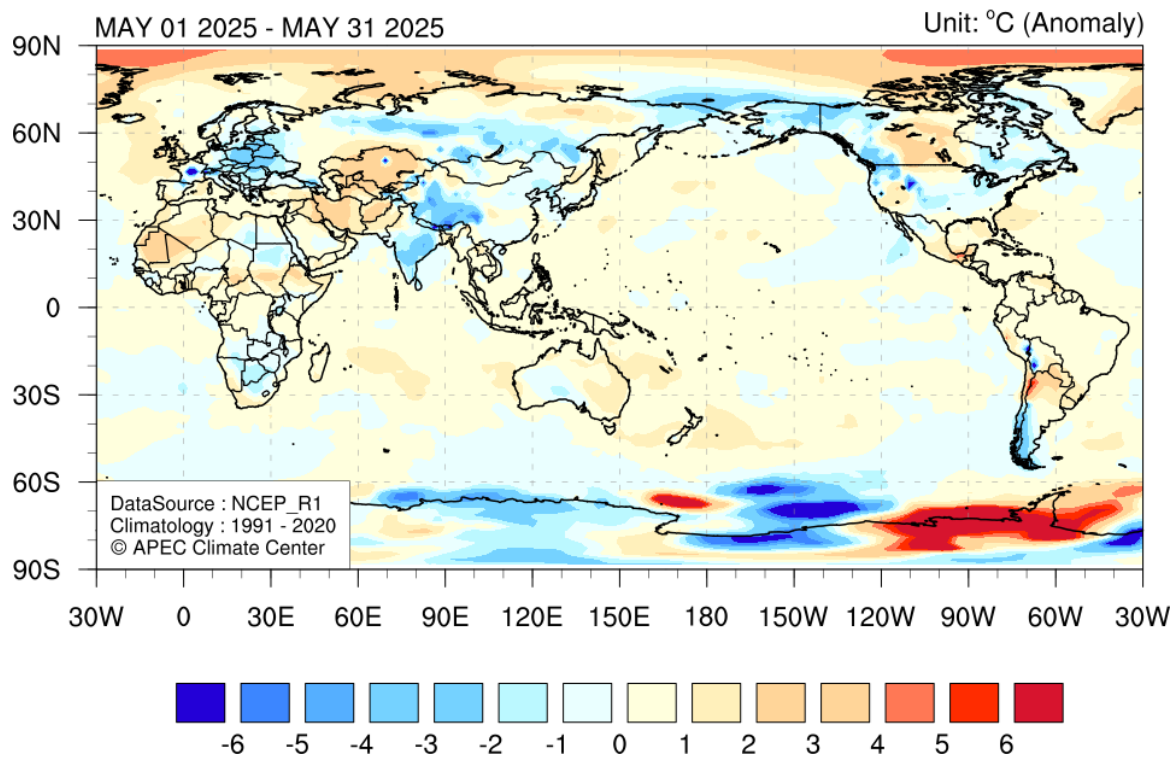 MAY 01 2025 - MAY 31 2025
Unit: °C (Anomaly)
90N
60N
30N
0
30S
60S
90S
DataSource : NCEP_R1
Climatology : 1991 - 2020
© APEC Climate Center
30W 0 30E 60E 90E 120E 150E 180 150W 120W 90W 60W 30W
-6 -5 -4 -3 -2 -1 0 1 2 3 4 5 6